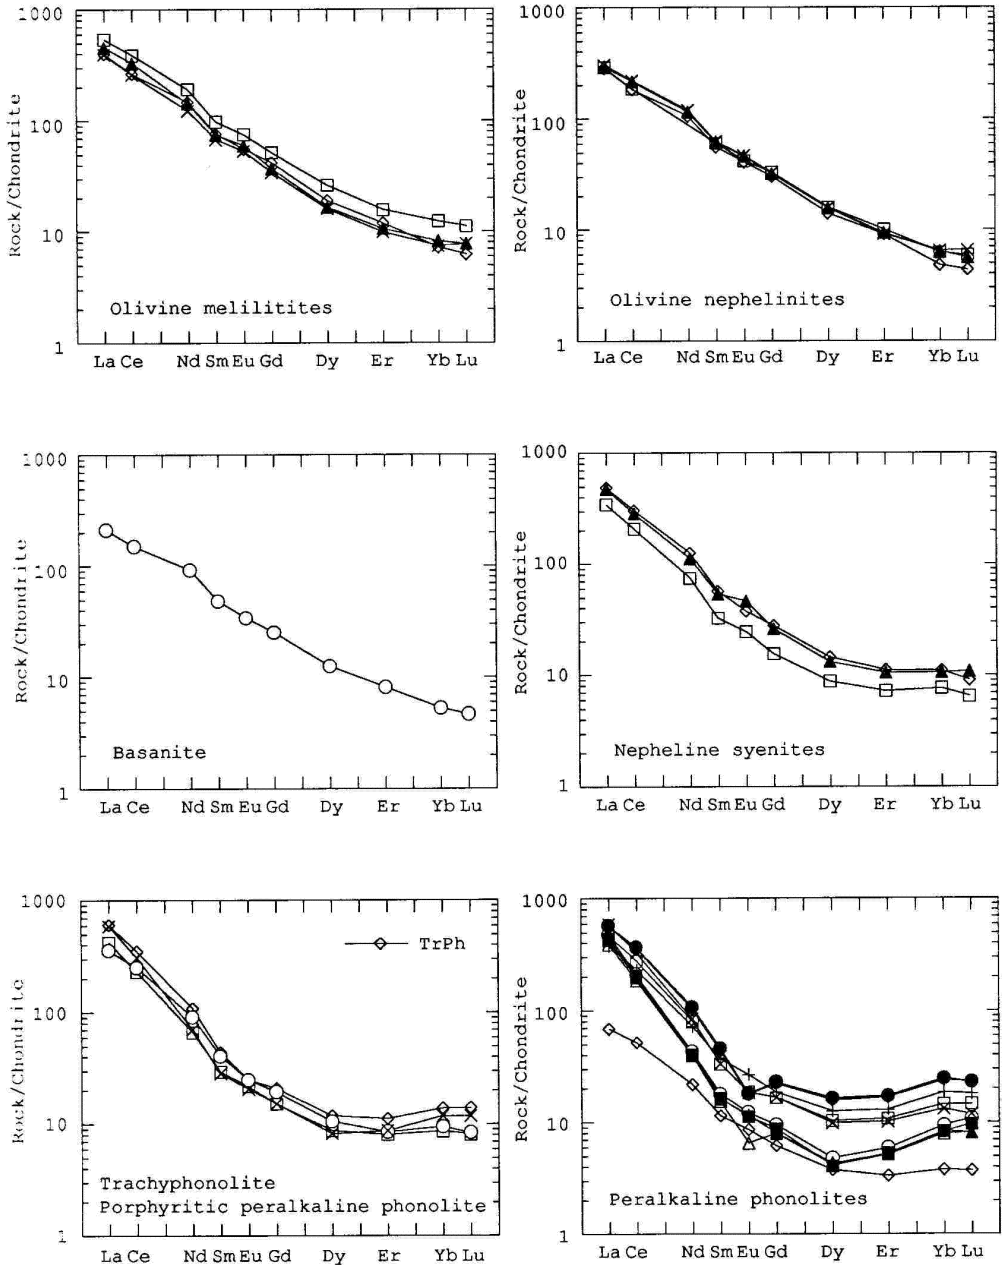 1000
100
10
1
Rock/Chondrite
Olivine melilitites
La Ce Nd Sm Eu Gd Dy Er Yb Lu
1000
100
10
1
Rock/Chondrite
Olivine nephelinites
La Ce Nd Sm Eu Gd Dy Er Yb Lu
1000
100
10
1
Rock/Chondrite
Basanite
La Ce Nd Sm Eu Gd Dy Er Yb Lu
1000
100
10
1
Rock/Chondrite
Nepheline syenites
La Ce Nd Sm Eu Gd Dy Er Yb Lu
1000
100
10
1
Rock/Chondrite
TrPh
Trachyphonolite
Porphyritic peralkaline phonolite
La Ce Nd Sm Eu Gd Dy Er Yb Lu
1000
100
10
1
Rock/Chondrite
Peralkaline phonolites
La Ce Nd Sm Eu Gd Dy Er Yb Lu